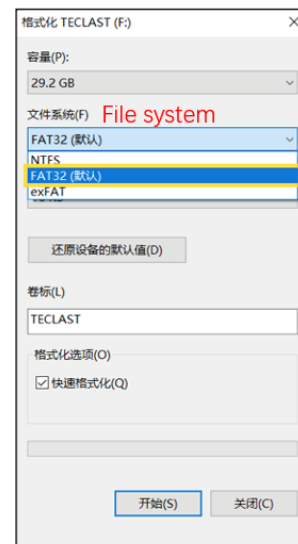 格式化 TECLAST (F:)
容量(P):
29.2 GB
文件系统(F) File system
FAT32 (默认)
NTFS
FAT32 (默认)
exFAT
还原设备的默认值(D)
卷标(L)
TECLAST
格式化选项(O)
快速格式化(Q)
开始(S) 关闭(C)